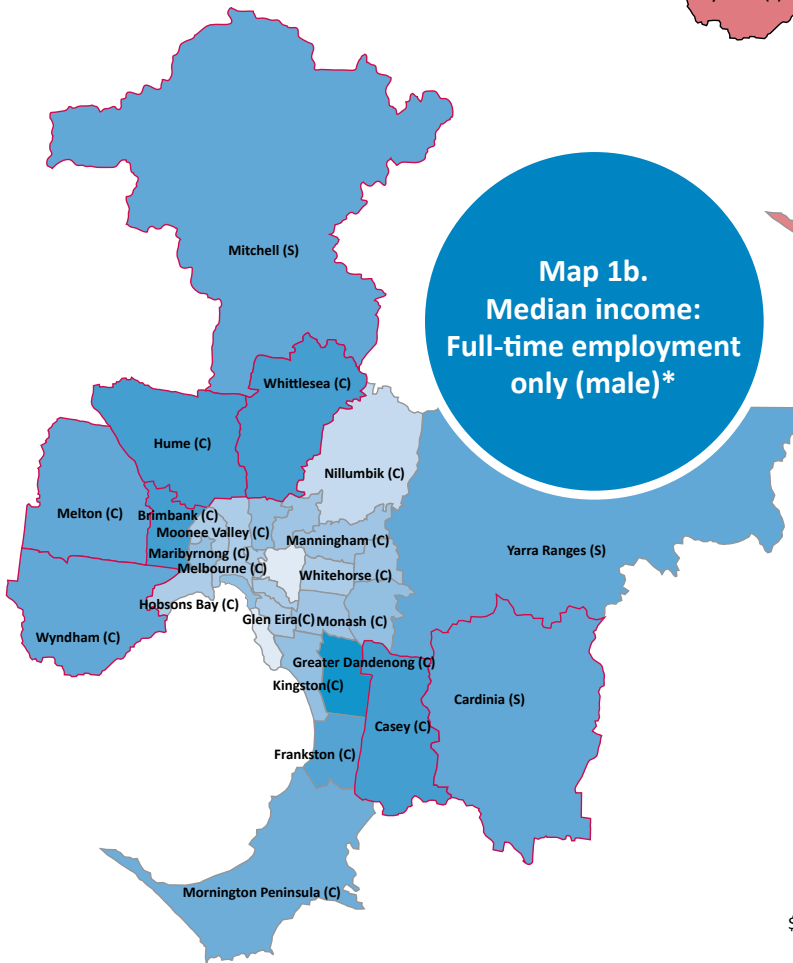 Mitchell (S)
Map 1b.
Median income:
Full-time employment
only (male)*
Whittlesea (C)
Hume (C)
Nillumbik (C)
Melton (C)
Brimbank (C)
Moonee Valley (C)
Manningham (C)
Maribyrnong (C)
Yarra Ranges (S)
Melbourne (C)
Whitehorse (C)
Hobsons Bay (C)
Glen Eira(C)
Monash (C)
Wyndham (C)
Greater Dandenong (C)
Kingston(C)
Cardinia (S)
Casey (C)
Frankston (C)
Mornington Peninsula (C)